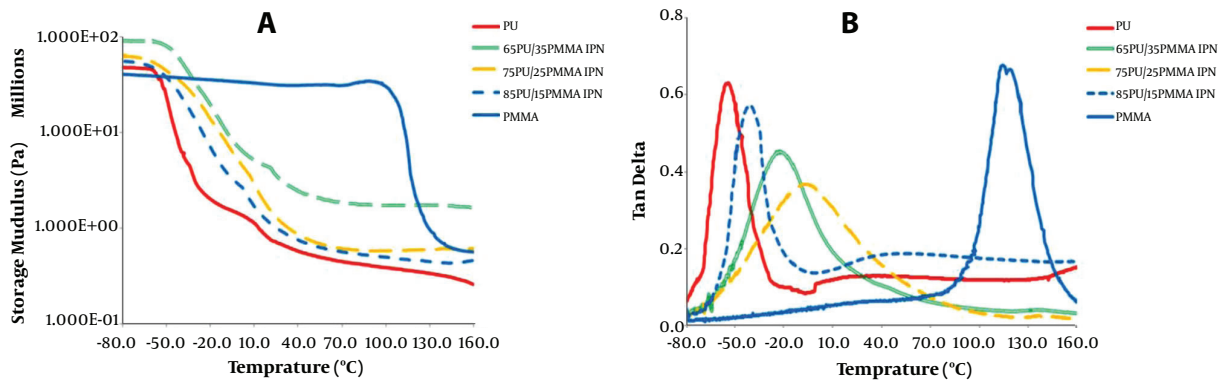 A
Storage Mudulus (Pa) Millions
1.000E+02
1.000E+01
1.000E+00
1.000E-01
-80.0 -50.0 -20.0 10.0 40.0 70.0 100.0 130.0 160.0
Temprature (°C)
PU
65PU/35PMMA IPN
75PU/25PMMA IPN
85PU/15PMMA IPN
PMMA
B
Tan Delta
0.8
0.6
0.4
0.2
0.0
-80.0 -50.0 -20.0 10.0 40.0 70.0 100.0 130.0 160.0
Temprature (°C)
PU
65PU/35PMMA IPN
75PU/25PMMA IPN
85PU/15PMMA IPN
PMMA